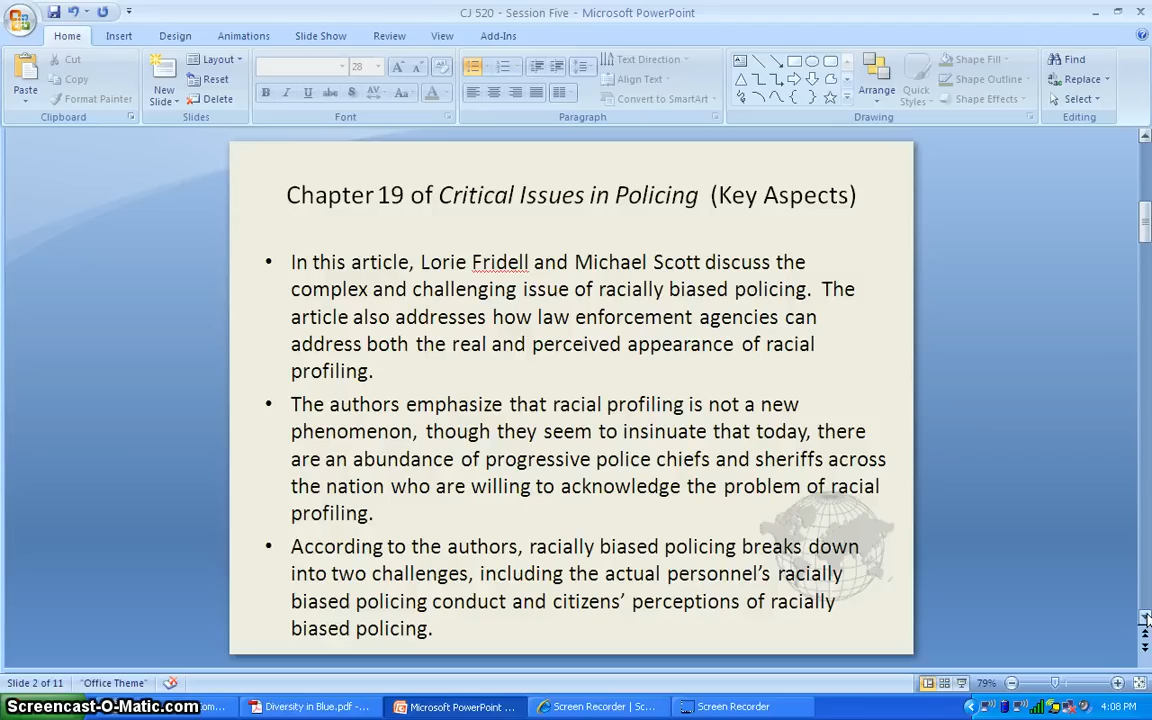 CJ 520 - Session Five - Microsoft PowerPoint
Home Insert Design Animations Slide Show Review View Add-Ins
Cut
Copy
Format Painter
Paste
Clipboard
New
Slide
Layout
Reset
Delete
Slides
28
B I U abe S AV Aa A
Font
Text Direction
Align Text
Convert to SmartArt
Paragraph
Arrange
Quick
Styles
Shape Fill
Shape Outline
Shape Effects
Drawing
Find
Replace
Select
Editing
Chapter 19 of Critical Issues in Policing (Key Aspects)
• In this article, Lorie Fridell and Michael Scott discuss the
complex and challenging issue of racially biased policing. The
article also addresses how law enforcement agencies can
address both the real and perceived appearance of racial
profiling.
• The authors emphasize that racial profiling is not a new
phenomenon, though they seem to insinuate that today, there
are an abundance of progressive police chiefs and sheriffs across
the nation who are willing to acknowledge the problem of racial
profiling.
• According to the authors, racially biased policing breaks down
into two challenges, including the actual personnel’s racially
biased policing conduct and citizens’ perceptions of racially
biased policing.
Slide 2 of 11 "Office Theme" 79%
Screencast-O-Matic.com
Diversity in Blue.pdf - ... Microsoft PowerPoint ... Screen Recorder | Sc... Screen Recorder 4:08 PM